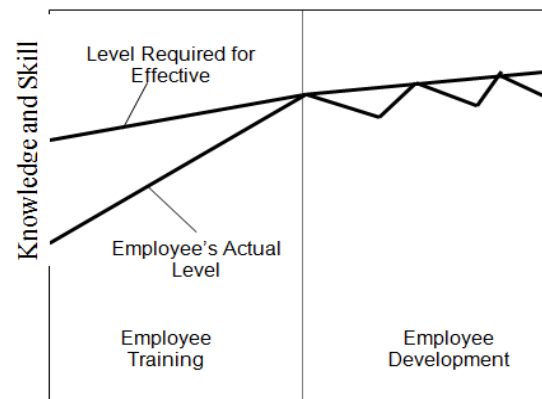 Knowledge and Skill
Level Required for
Effective
Employee's Actual
Level
Employee
Training
Employee
Development